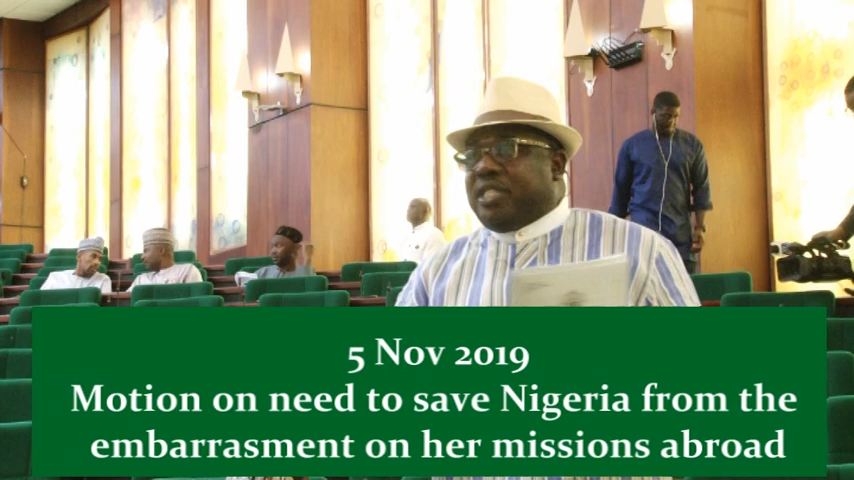 5 Nov 2019
Motion on need to save Nigeria from the
embarrasment on her missions abroad